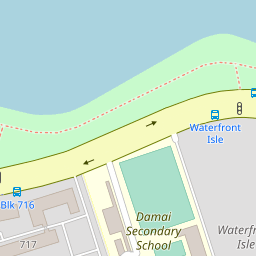 Waterfront
Isle
Blk 716
Damai
Secondary
School
717
Waterfront
Isle